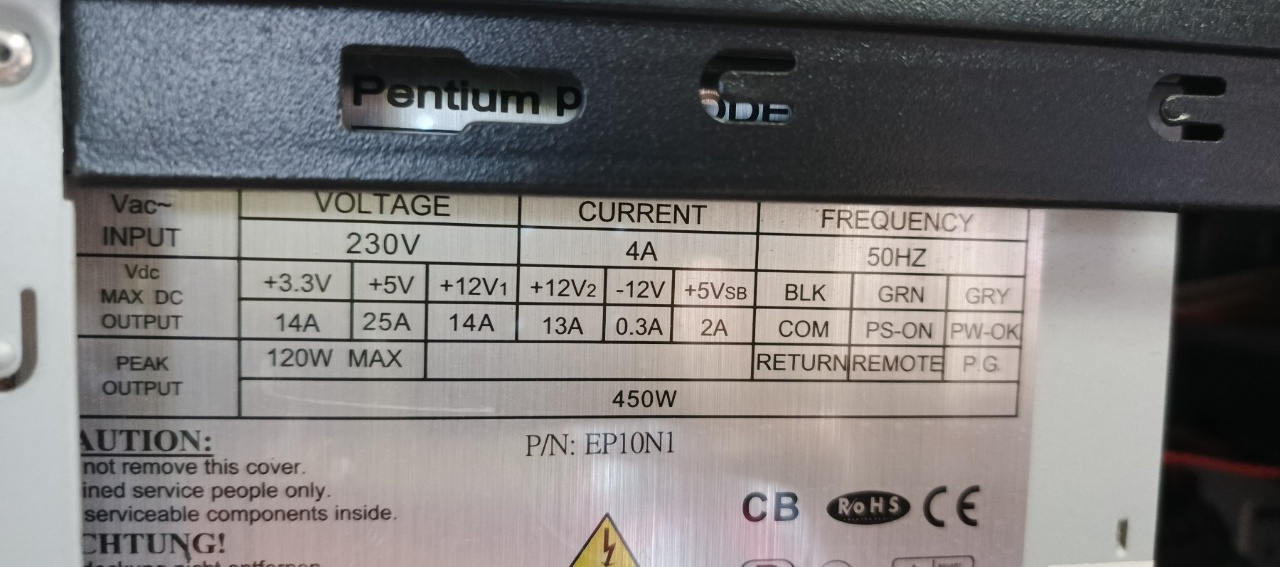 Pentium P
Vac~ VOLTAGE CURRENT FREQUENCY
INPUT 230V 4A 50HZ
Vdc +3.3V +5V +12V1 +12V2 -12V +5VSB BLK GRN GRY
MAX DC
OUTPUT 14A 25A 14A 13A 0.3A 2A COM PS-ON PW-OK
PEAK 120W MAX RETURN REMOTE P.G.
OUTPUT 450W
AUTION:
P/N: EP10N1
not remove this cover.
ined service people only.
serviceable components inside.
CB RoHS CE
CHTUNG!